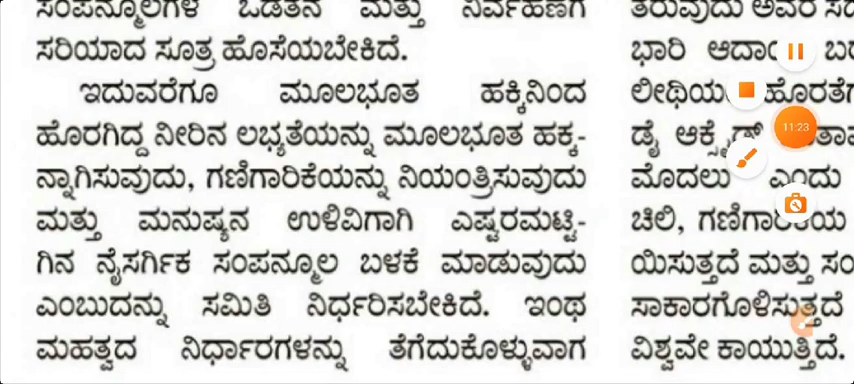 ಸಂಪನ್ಮೂಲಗಳ ಒಡೆತನ ಮತ್ತು ನಿರ್ವಹಣೆಗೆ
ಸರಿಯಾದ ಸೂತ್ರ ಹೊಸೆಯಬೇಕಿದೆ.
ಇದುವರೆಗೂ ಮೂಲಭೂತ ಹಕ್ಕಿನಿಂದ
ಹೊರಗಿದ್ದ ನೀರಿನ ಲಭ್ಯತೆಯನ್ನು ಮೂಲಭೂತ ಹಕ್ಕ-
ನ್ನಾಗಿಸುವುದು, ಗಣಿಗಾರಿಕೆಯನ್ನು ನಿಯಂತ್ರಿಸುವುದು
ಮತ್ತು ಮನುಷ್ಯನ ಉಳಿವಿಗಾಗಿ ಎಷ್ಟರಮಟ್ಟಿ-
ಗಿನ ನೈಸರ್ಗಿಕ ಸಂಪನ್ಮೂಲ ಬಳಕೆ ಮಾಡುವುದು
ಎಂಬುದನ್ನು ಸಮಿತಿ ನಿರ್ಧರಿಸಬೇಕಿದೆ. ಇಂಥ
ಮಹತ್ವದ ನಿರ್ಧಾರಗಳನ್ನು ತೆಗೆದುಕೊಳ್ಳುವಾಗ
ತರುವುದು ಅವರ
ಭಾರಿ
ಲೀಥಿಯ ಹೊರತೆಗ
ಡೈ
ಮೊದಲು ಎಂದು
ಚಿಲಿ,
ಯಿಸುತ್ತದೆ ಮತ್ತು ಸಂ
ಸಾಕಾರಗೊಳಿಸುತ್ತದೆ
ವಿಶ್ವವೇ ಕಾಯುತ್ತಿದೆ.
11:23